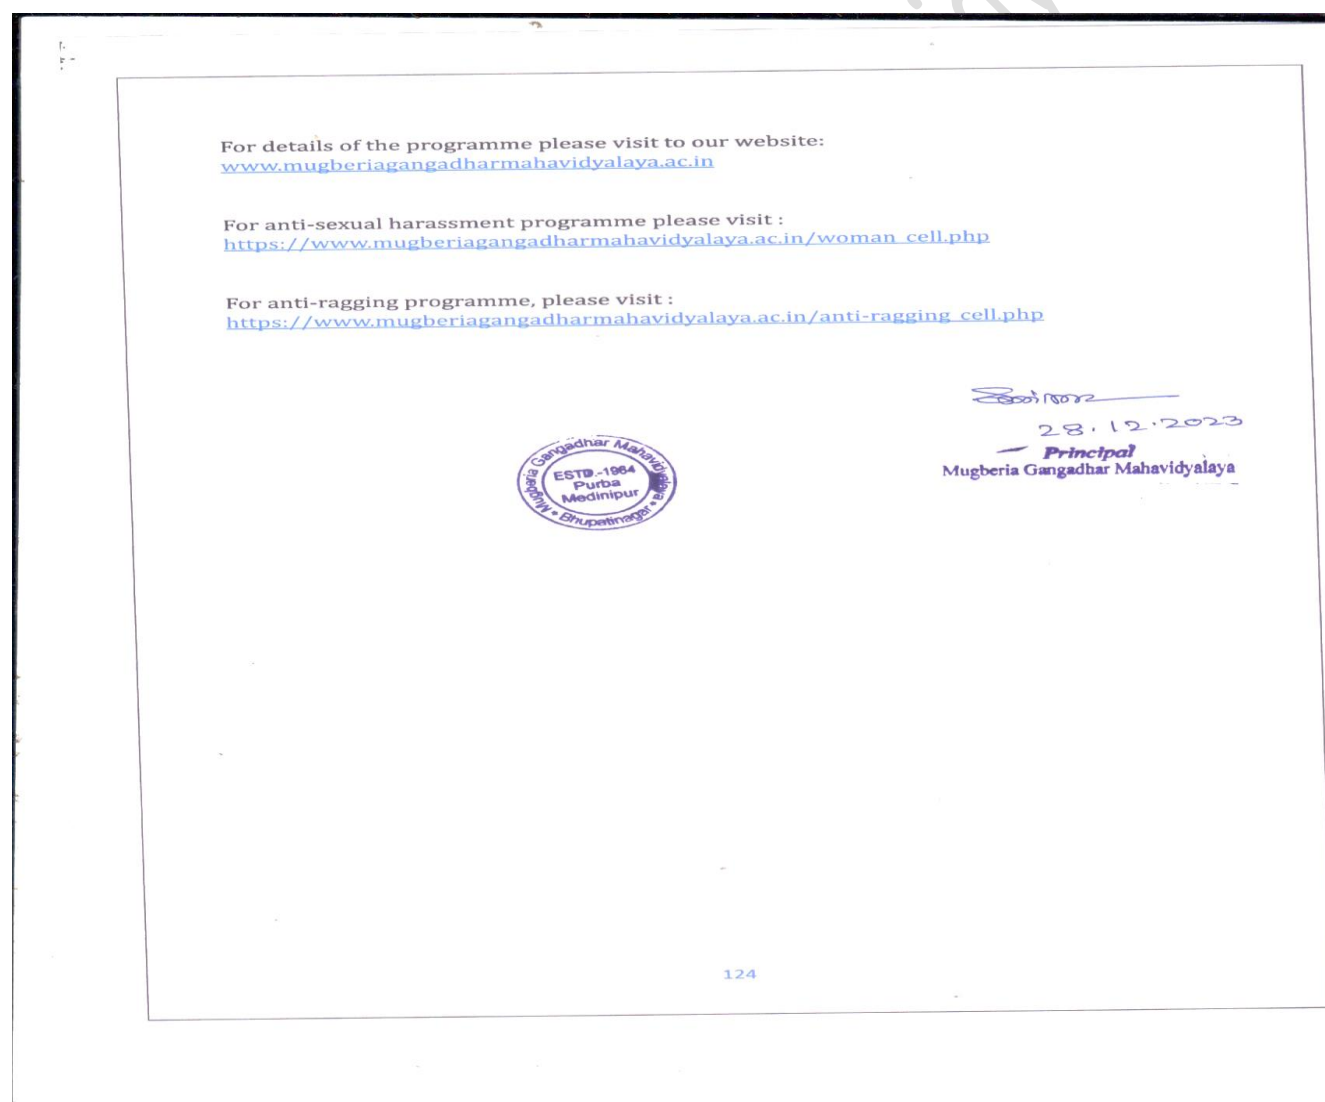 For details of the programme please visit to our website:
www.mugberiagangadharmahavidyalaya.ac.in
For anti-sexual harassment programme please visit :
https://www.mugberiagangadharmahavidyalaya.ac.in/woman_cell.php
For anti-ragging programme, please visit :
https://www.mugberiagangadharmahavidyalaya.ac.in/anti-ragging_cell.php
28.12.2023
Principal
Mugberia Gangadhar Mahavidyalaya
Mugberia Gangadhar Mahavidyalaya
ESTD.-1964
Purba
Medinipur
Bhupatinagar
124